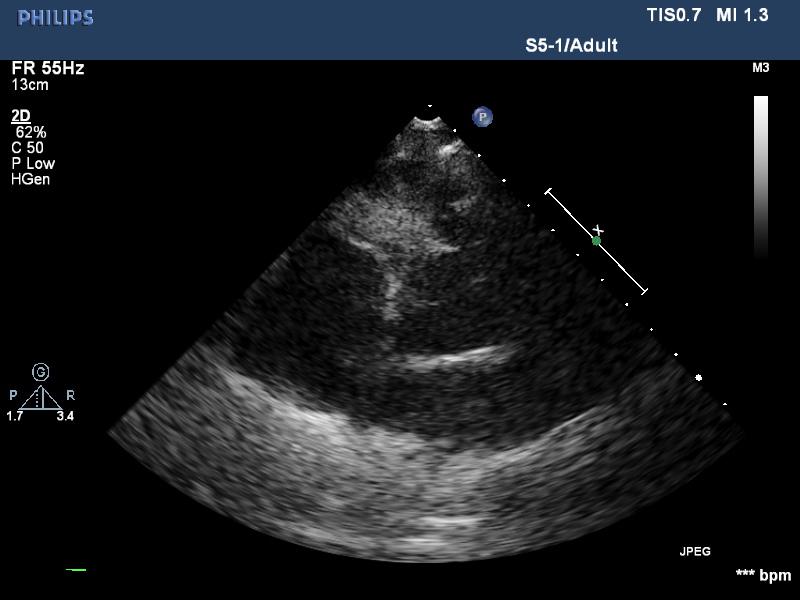 PHILIPS
TIS0.7 MI 1.3
S5-1/Adult
FR 55Hz
13cm
M3
2D
62%
C 50
P Low
HGen
P
G
P R
1.7 3.4
JPEG
*** bpm